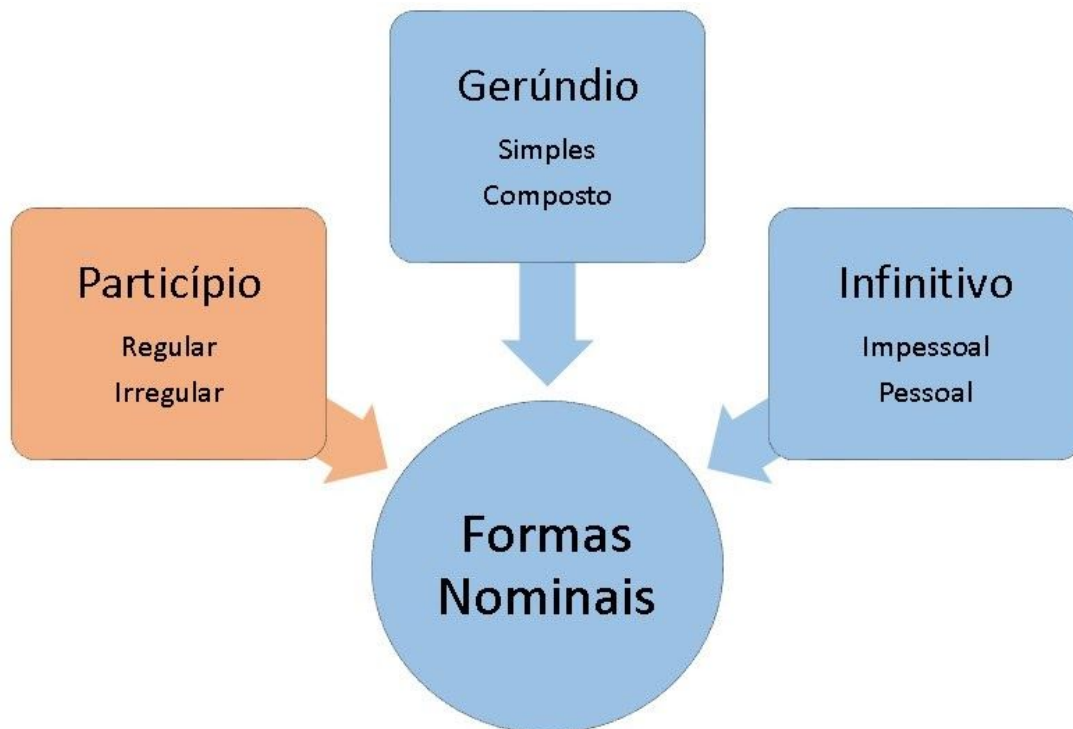 Gerúndio
Simples
Composto
Particípio
Regular
Irregular
Infinitivo
Impessoal
Pessoal
Formas
Nominais